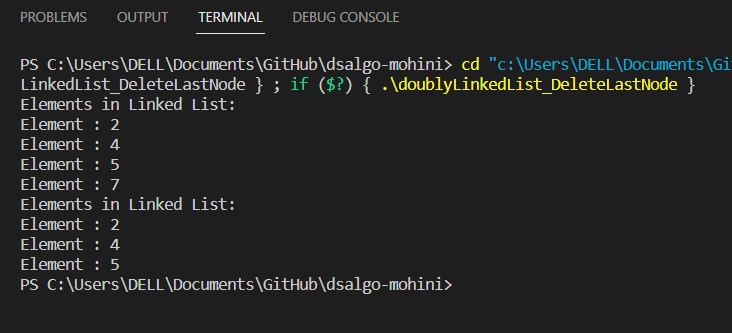 PROBLEMS OUTPUT TERMINAL DEBUG CONSOLE
PS C:\Users\DELL\Documents\GitHub\dsalgo-mohini> cd "c:\Users\DELL\Documents\Git
LinkedList_DeleteLastNode } ; if ($?) { .\doublyLinkedList_DeleteLastNode }
Elements in Linked List:
Element : 2
Element : 4
Element : 5
Element : 7
Elements in Linked List:
Element : 2
Element : 4
Element : 5
PS C:\Users\DELL\Documents\GitHub\dsalgo-mohini>